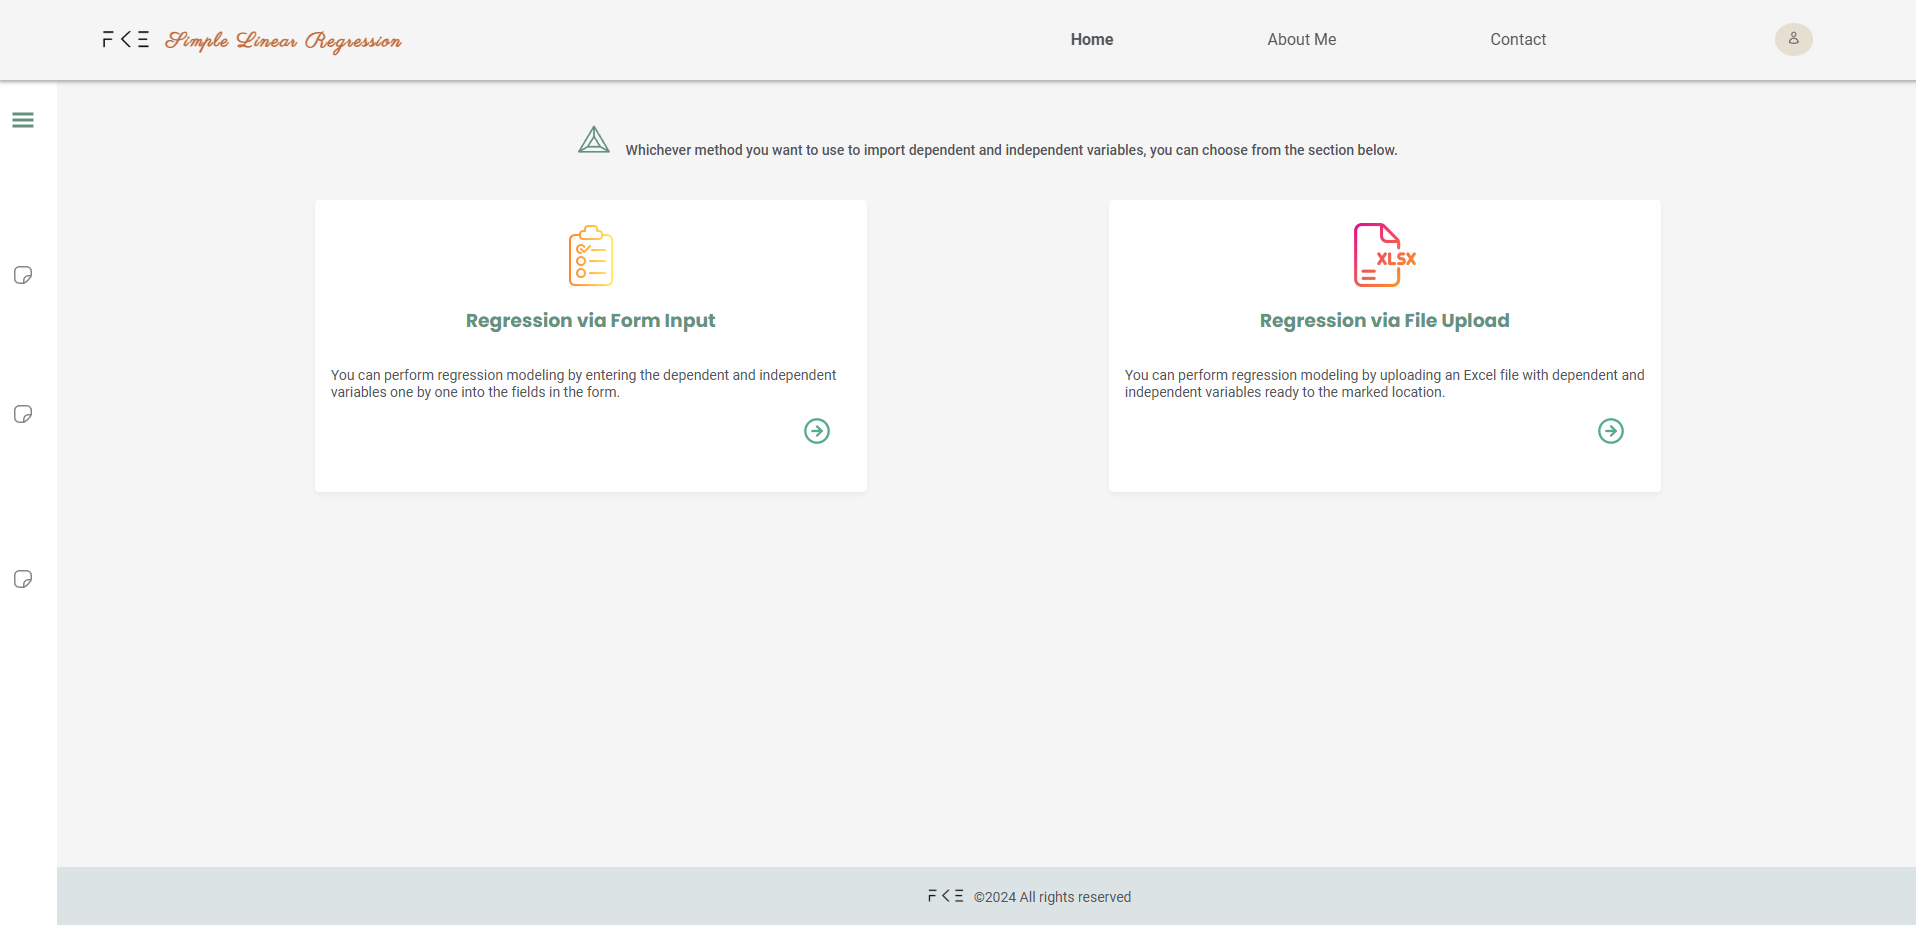 FKE Simple Linear Regression
Home About Me Contact
Whichever method you want to use to import dependent and independent variables, you can choose from the section below.
Regression via Form Input
You can perform regression modeling by entering the dependent and independent
variables one by one into the fields in the form.
XLSX
Regression via File Upload
You can perform regression modeling by uploading an Excel file with dependent and
independent variables ready to the marked location.
FKE ©2024 All rights reserved